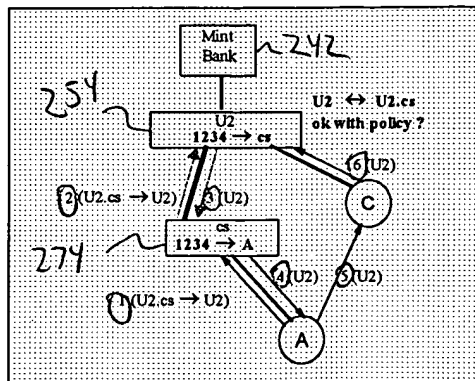 Mint
Bank
242
254
U2
1234 → cs
U2 ↔ U2.cs
ok with policy ?
2 (U2.cs → U2)
3 (U2)
6 (U2)
C
274
cs
1234 → A
4 (U2)
5 (U2)
1 (U2.cs → U2)
A